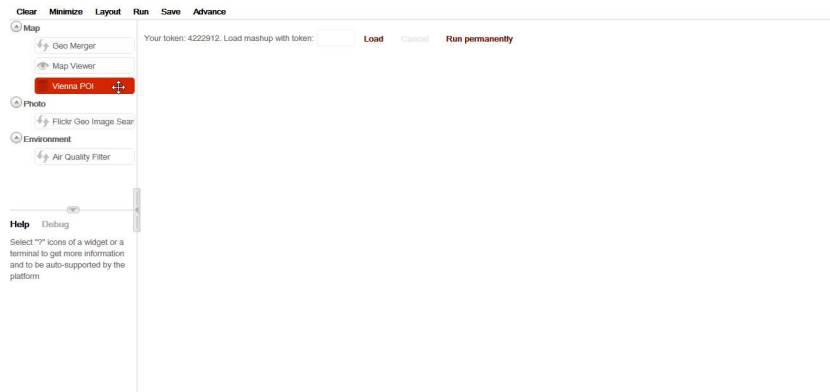 Clear Minimize Layout Run Save Advance
Map
Geo Merger
Map Viewer
Vienna POI
Photo
Flickr Geo Image Sear
Environment
Air Quality Filter
Help Debug
Select "?" icons of a widget or a
terminal to get more information
and to be auto-supported by the
platform
Your token: 4222912. Load mashup with token: Load Cancel Run permanently